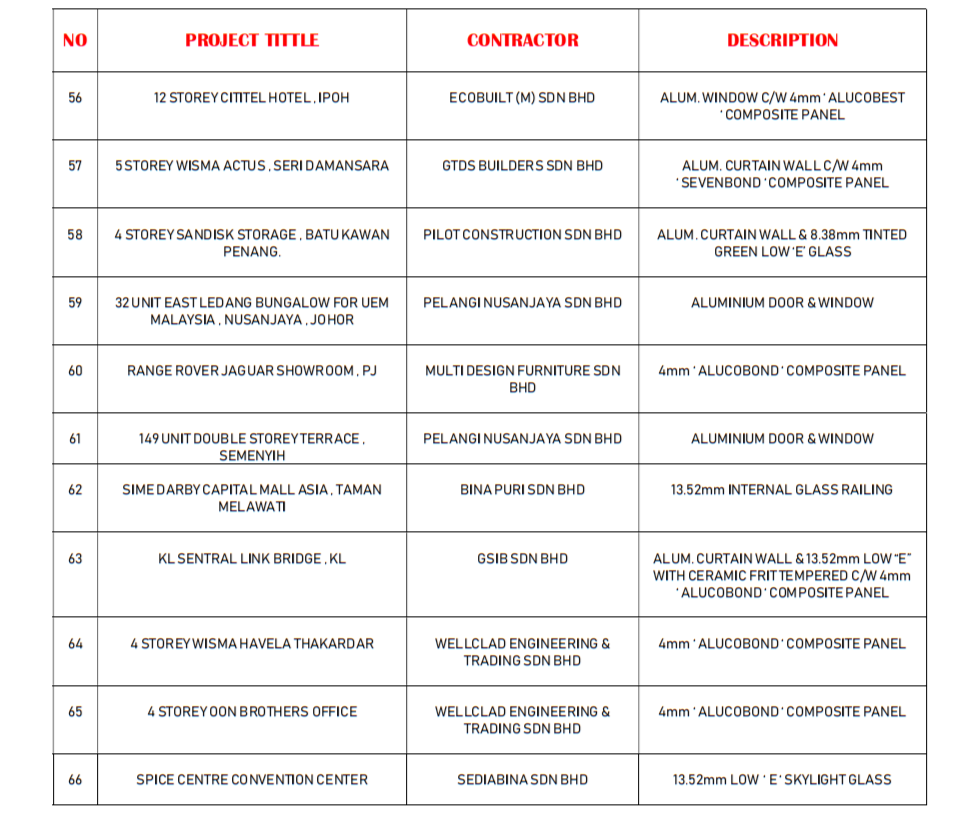 NO PROJECT TITTLE CONTRACTOR DESCRIPTION
56 12 STOREY CITITEL HOTEL , IPOH ECOBUILT (M) SDN BHD ALUM. WINDOW C/W 4mm ' ALUCOBEST
' COMPOSITE PANEL
57 5 STOREY WISMA ACTUS , SERI DAMANSARA GTDS BUILDERS SDN BHD ALUM. CURTAIN WALL C/W 4mm
' SEVENBOND ' COMPOSITE PANEL
58 4 STOREY SANDISK STORAGE , BATU KAWAN PILOT CONSTRUCTION SDN BHD ALUM. CURTAIN WALL & 8.38mm TINTED
PENANG. GREEN LOW 'E' GLASS
59 32 UNIT EAST LEDANG BUNGALOW FOR UEM PELANGI NUSANJAYA SDN BHD ALUMINIUM DOOR & WINDOW
MALAYSIA , NUSANJAYA , JOHOR
60 RANGE ROVER JAGUAR SHOWROOM , PJ MULTI DESIGN FURNITURE SDN 4mm ' ALUCOBOND ' COMPOSITE PANEL
BHD
61 149 UNIT DOUBLE STOREY TERRACE , PELANGI NUSANJAYA SDN BHD ALUMINIUM DOOR & WINDOW
SEMENYIH
62 SIME DARBY CAPITAL MALL ASIA , TAMAN BINA PURI SDN BHD 13.52mm INTERNAL GLASS RAILING
MELAWATI
63 KL SENTRAL LINK BRIDGE , KL GSIB SDN BHD ALUM. CURTAIN WALL & 13.52mm LOW “E”
WITH CERAMIC FRIT TEMPERED C/W 4mm
' ALUCOBOND ' COMPOSITE PANEL
64 4 STOREY WISMA HAVELA THAKARDAR WELLCLAD ENGINEERING & 4mm ' ALUCOBOND ' COMPOSITE PANEL
TRADING SDN BHD
65 4 STOREY OON BROTHERS OFFICE WELLCLAD ENGINEERING & 4mm ' ALUCOBOND ' COMPOSITE PANEL
TRADING SDN BHD
66 SPICE CENTRE CONVENTION CENTER SEDIABINA SDN BHD 13.52mm LOW ' E ' SKYLIGHT GLASS